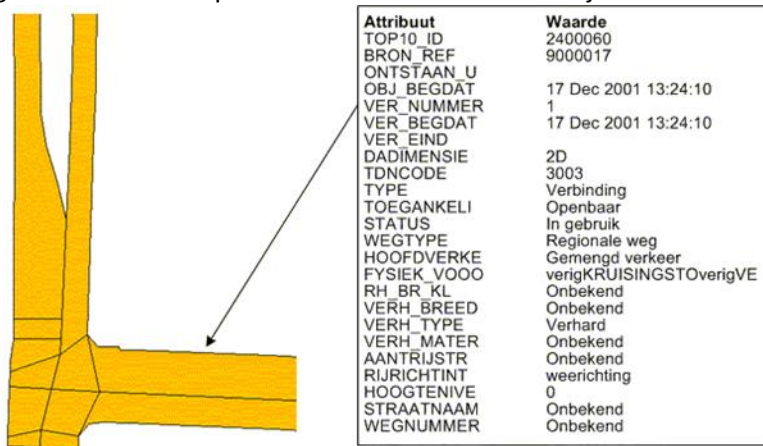 Attribuut Waarde
TOP10_ID 2400060
BRON_REF 9000017
ONTSTAAN_U
OBJ_BEGDAT 17 Dec 2001 13:24:10
VER_NUMMER 1
VER_BEGDAT 17 Dec 2001 13:24:10
VER_EIND
DADIMENSIE 2D
TDNCODE 3003
TYPE Verbinding
TOEGANKELI Openbaar
STATUS In gebruik
WEGTYPE Regionale weg
HOOFDVERKE Gemengd verkeer
FYSIEK_VOOO verigKRUISINGSTOverigVE
RH_BR_KL Onbekend
VERH_BREED Onbekend
VERH_TYPE Verhard
VERH_MATER Onbekend
AANTRIJSTR Onbekend
RIJRICHTINT weerichting
HOOGTENIVE 0
STRAATNAAM Onbekend
WEGNUMMER Onbekend